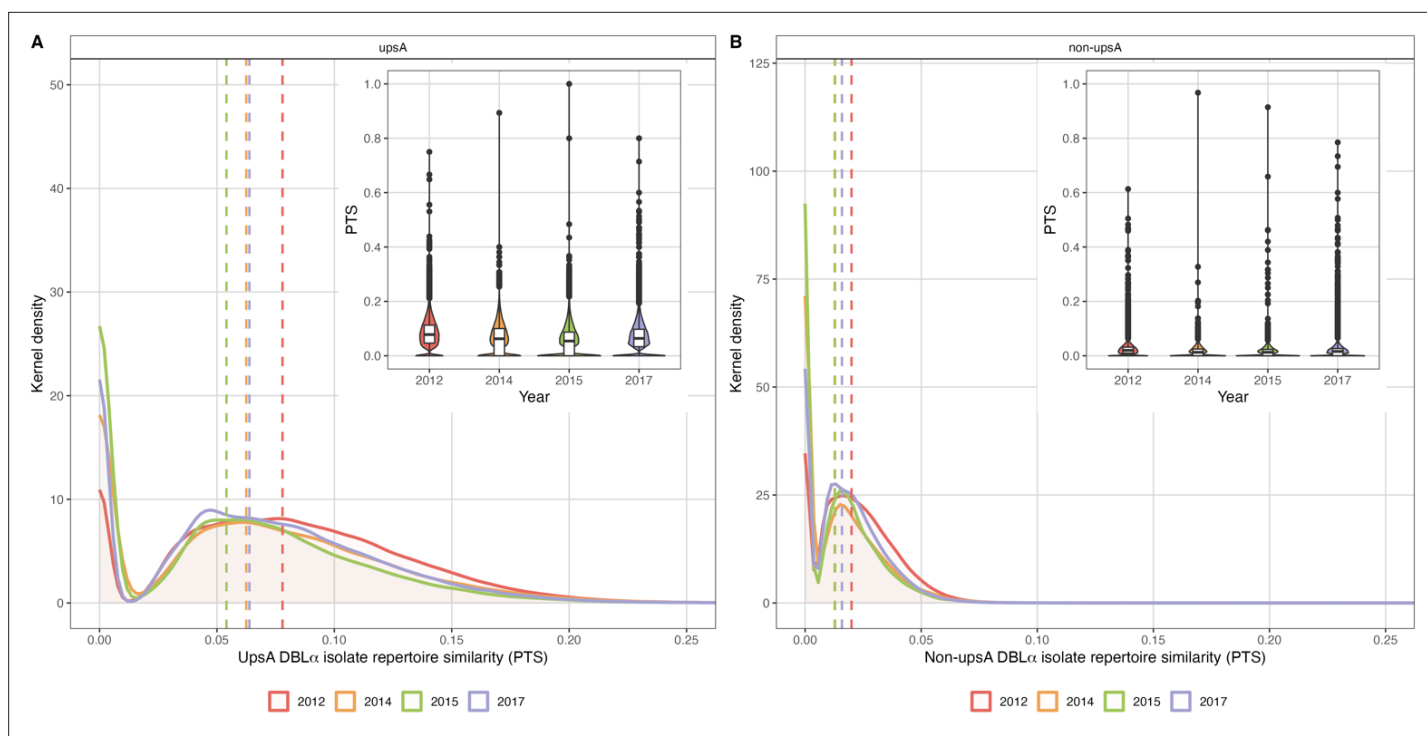 A
upsA
50
40
30
20
10
0
Kernel density
0.00 0.05 0.10 0.15 0.20 0.25
UpsA DBLα isolate repertoire similarity (PTS)
1.0
0.8
0.6
0.4
0.2
0.0
PTS
2012 2014 2015 2017
Year
2012 2014 2015 2017
B
non-upsA
125
100
75
50
25
0
Kernel density
0.00 0.05 0.10 0.15 0.20 0.25
Non-upsA DBLα isolate repertoire similarity (PTS)
1.0
0.8
0.6
0.4
0.2
0.0
PTS
2012 2014 2015 2017
Year
2012 2014 2015 2017